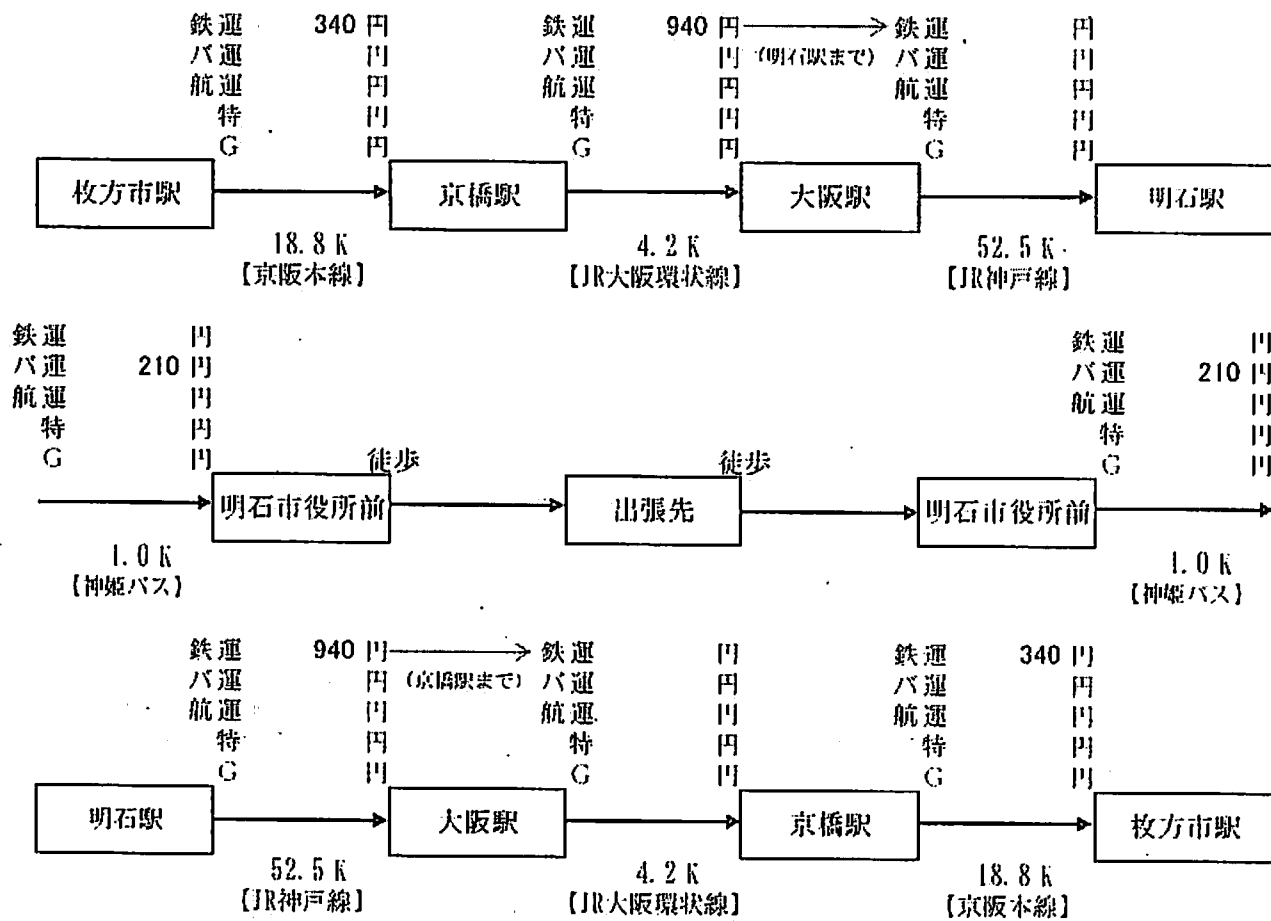 鉄運 340 円 鉄運 940 円 鉄運 円
バ運 円 バ運 円 (明石駅まで) バ運 円
航運 円 航運 円 航運 円
特 円 特 円 特 円
G 円 G 円 G 円
枚方市駅 京橋駅 大阪駅 明石駅
18.8 K 4.2 K 52.5 K
【京阪本線】 【JR大阪環状線】 【JR神戸線】
鉄運 円 鉄運 円
バ運 210 円 バ運 210 円
航運 円 航運 円
特 円 特 円
G 円 徒歩 徒歩 G 円
明石市役所前 出張先 明石市役所前
1.0 K 1.0 K
【神姫バス】 【神姫バス】
鉄運 940 円 鉄運 円 鉄運 340 円
バ運 円 (京橋駅まで) バ運 円 バ運 円
航運 円 航運 円 航運 円
特 円 特 円 特 円
G 円 G 円 G 円
明石駅 大阪駅 京橋駅 枚方市駅
52.5 K 4.2 K 18.8 K
【JR神戸線】 【JR大阪環状線】 【京阪本線】